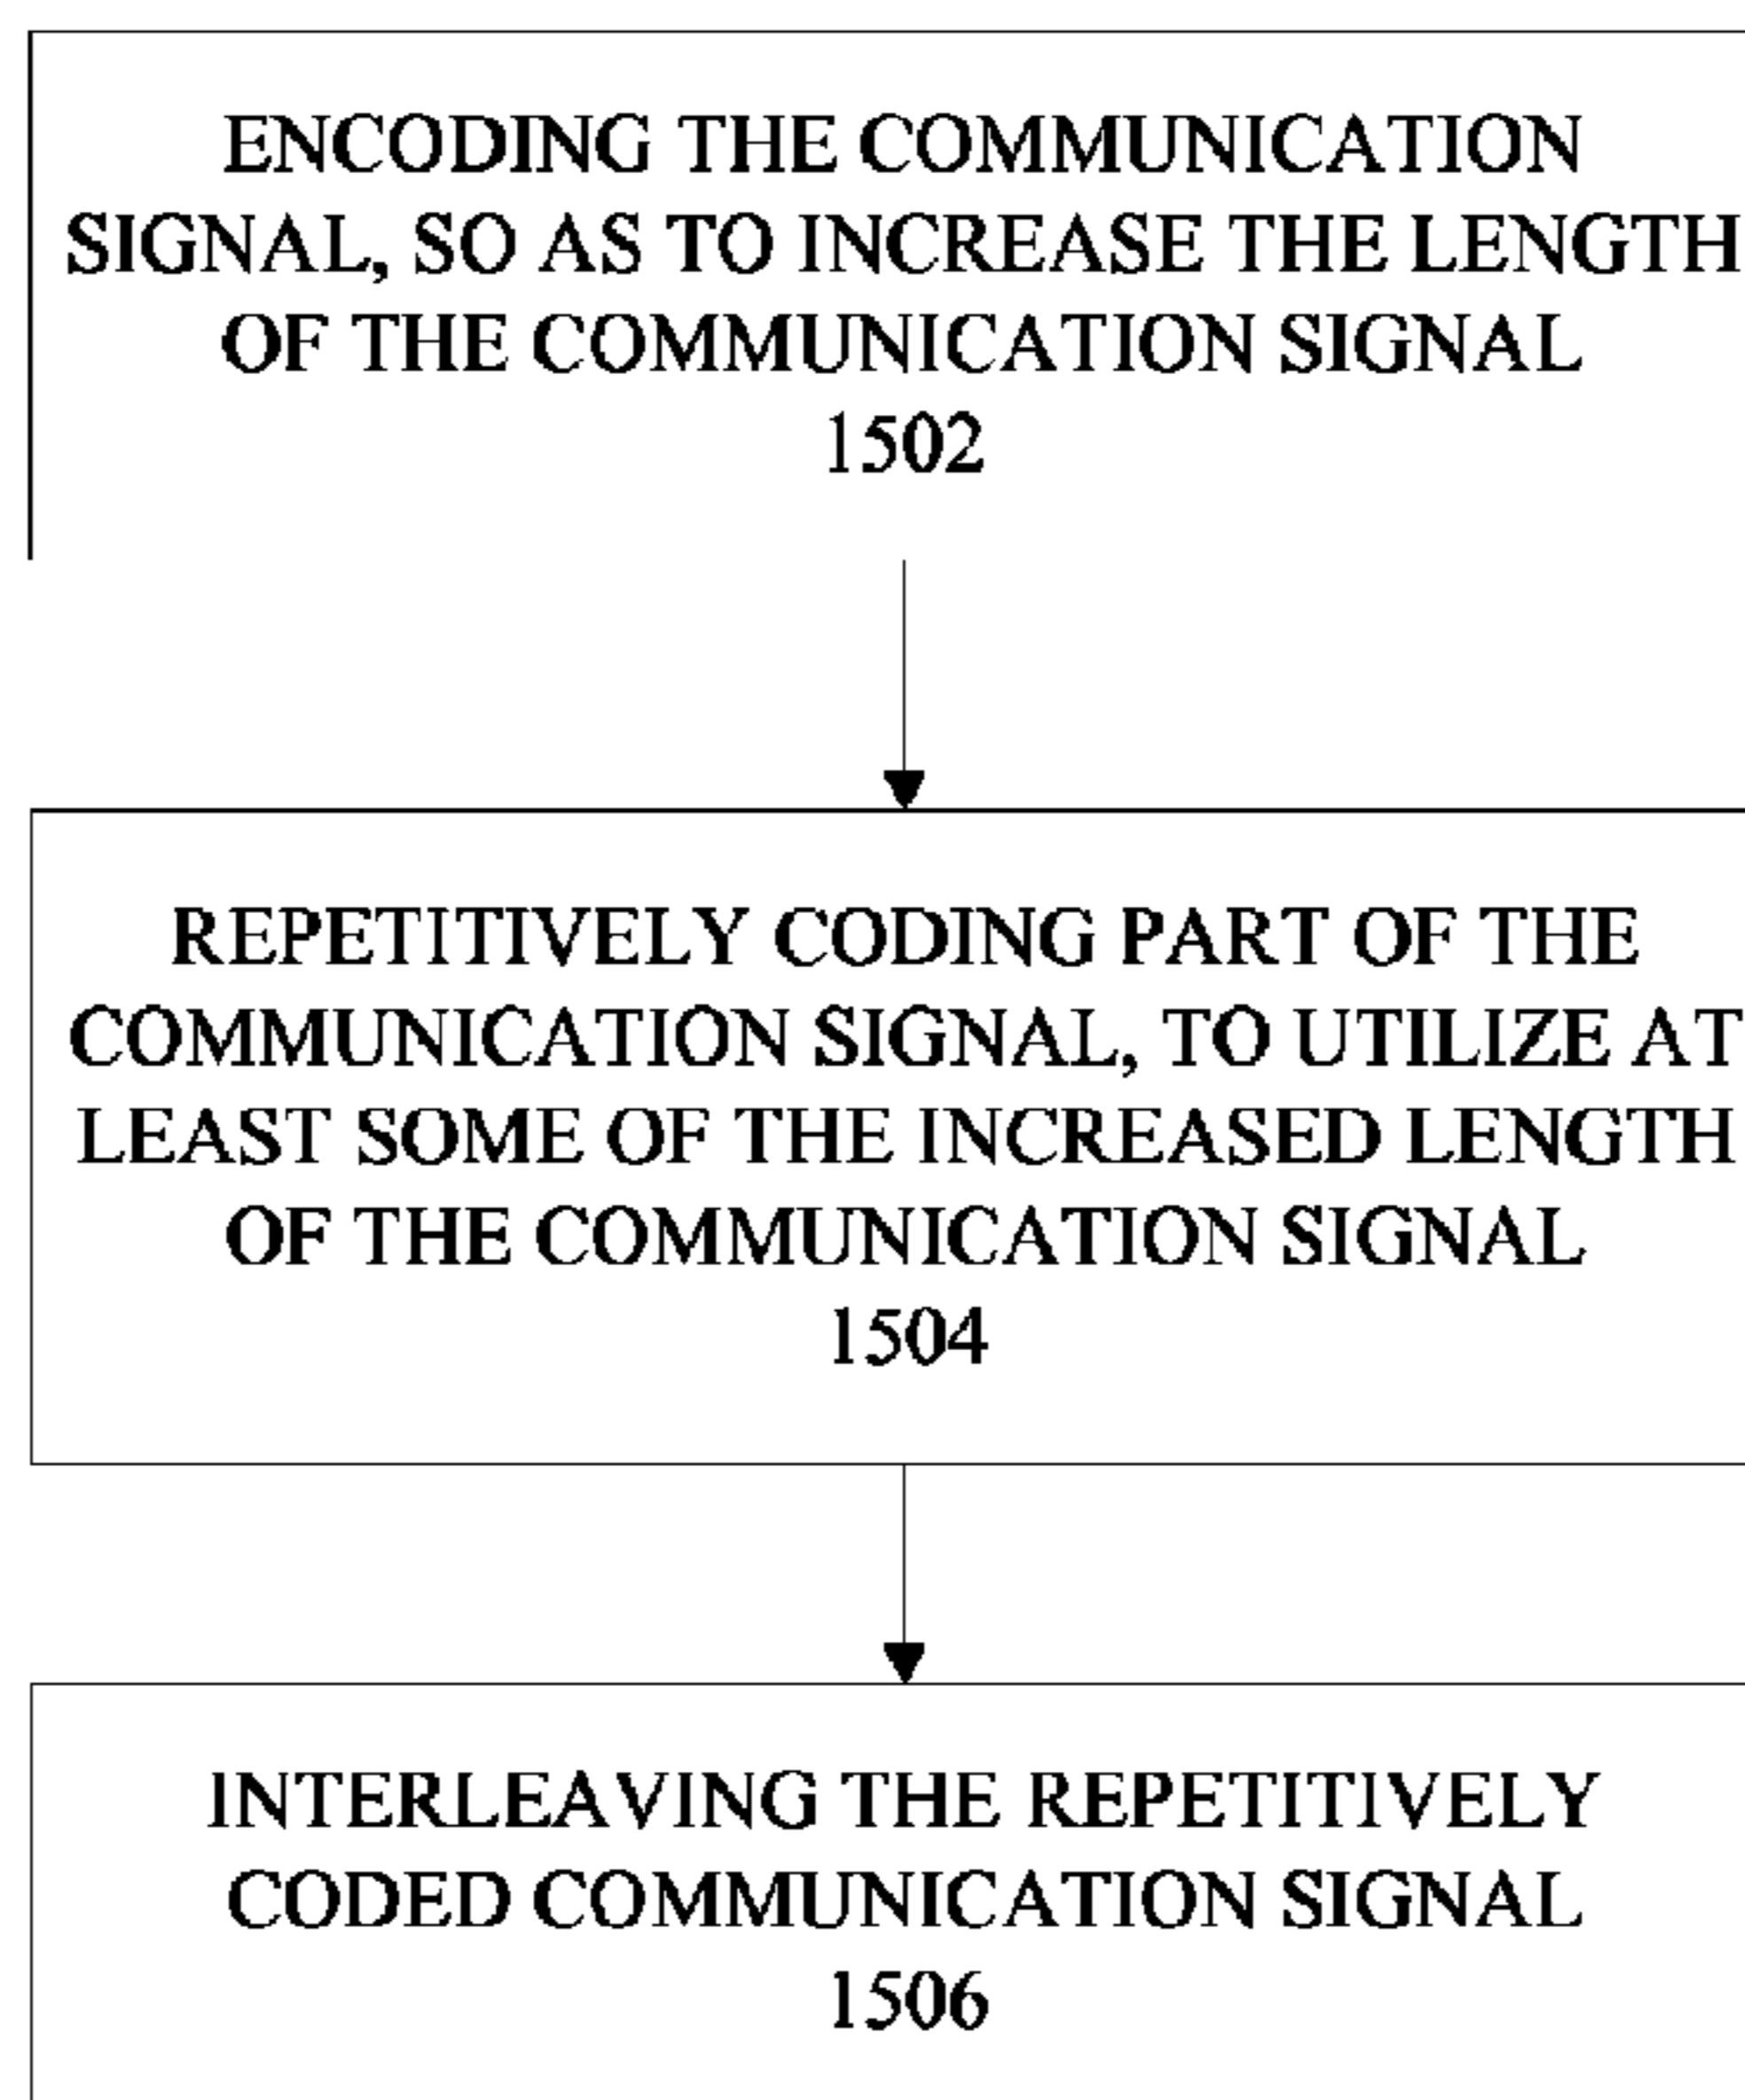 ENCODING THE COMMUNICATION
SIGNAL, SO AS TO INCREASE THE LENGTH
OF THE COMMUNICATION SIGNAL
1502
REPETITIVELY CODING PART OF THE
COMMUNICATION SIGNAL, TO UTILIZE AT
LEAST SOME OF THE INCREASED LENGTH
OF THE COMMUNICATION SIGNAL
1504
INTERLEAVING THE REPETITIVELY
CODED COMMUNICATION SIGNAL
1506